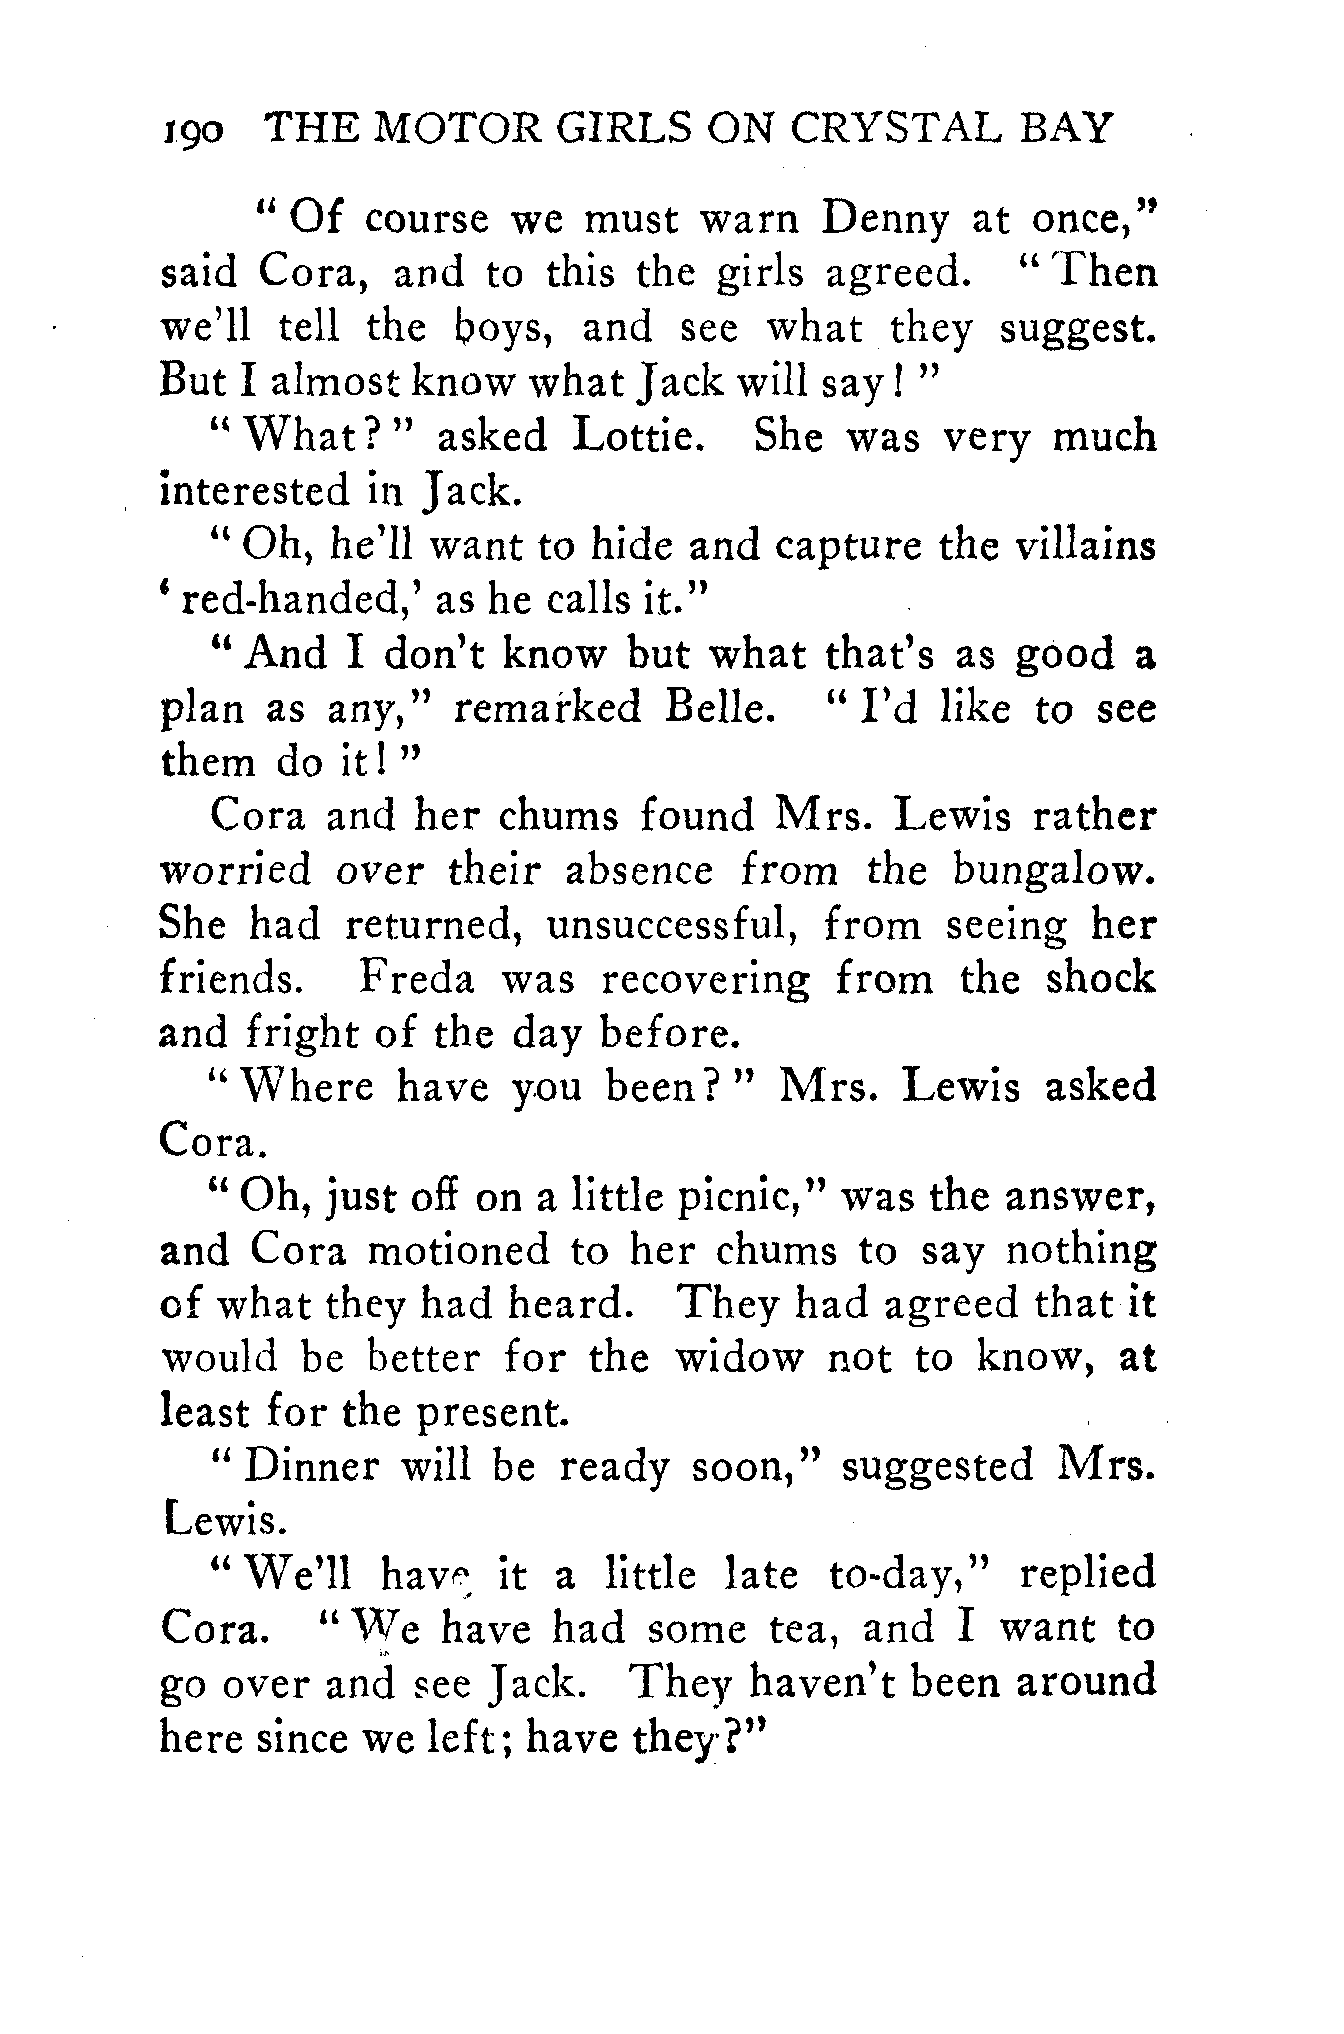 190 THE MOTOR GIRLS ON CRYSTAL BAY
" Of course we must warn Denny at once,"
said Cora, and to this the girls agreed. " Then
we'll tell the boys, and see what they suggest.
But I almost know what Jack will say! "
" What? " asked Lottie. She was very much
interested in Jack.
" Oh, he'll want to hide and capture the villains
' red-handed,' as he calls it."
" And I don't know but what that's as good a
plan as any," remarked Belle. " I'd like to see
them do it! "
Cora and her chums found Mrs. Lewis rather
worried over their absence from the bungalow.
She had returned, unsuccessful, from seeing her
friends. Freda was recovering from the shock
and fright of the day before.
" Where have you been? " Mrs. Lewis asked
Cora.
" Oh, just off on a little picnic," was the answer,
and Cora motioned to her chums to say nothing
of what they had heard. They had agreed that it
would be better for the widow not to know, at
least for the present.
" Dinner will be ready soon," suggested Mrs.
Lewis.
" We'll have it a little late to-day," replied
Cora. " We have had some tea, and I want to
go over and see Jack. They haven't been around
here since we left; have they?"